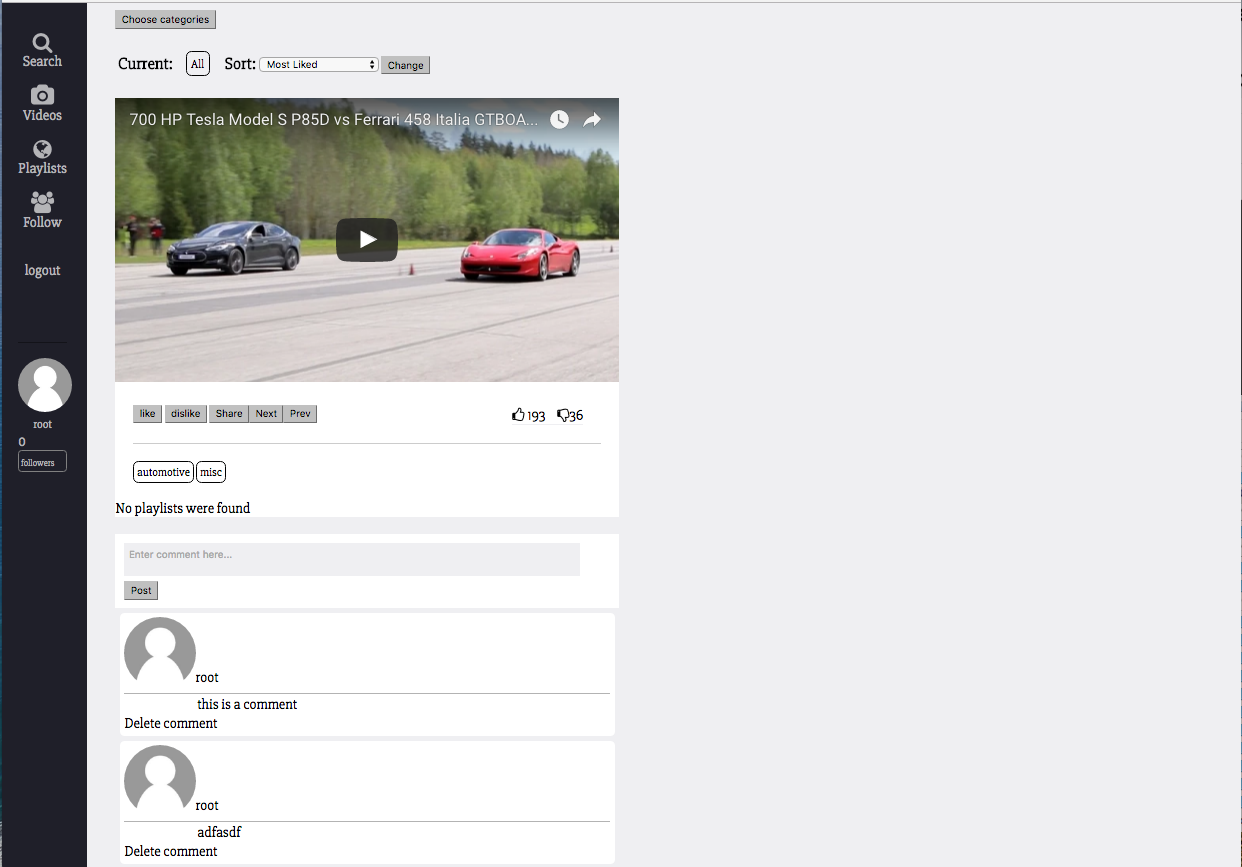 Search
Videos
Playlists
Follow
logout
root
0
followers
Choose categories
Current: All Sort: Most Liked Change
700 HP Tesla Model S P85D vs Ferrari 458 Italia GTBOA...
like dislike Share Next Prev 193 36
automotive misc
No playlists were found
Enter comment here...
Post
root
this is a comment
Delete comment
root
adfasdf
Delete comment